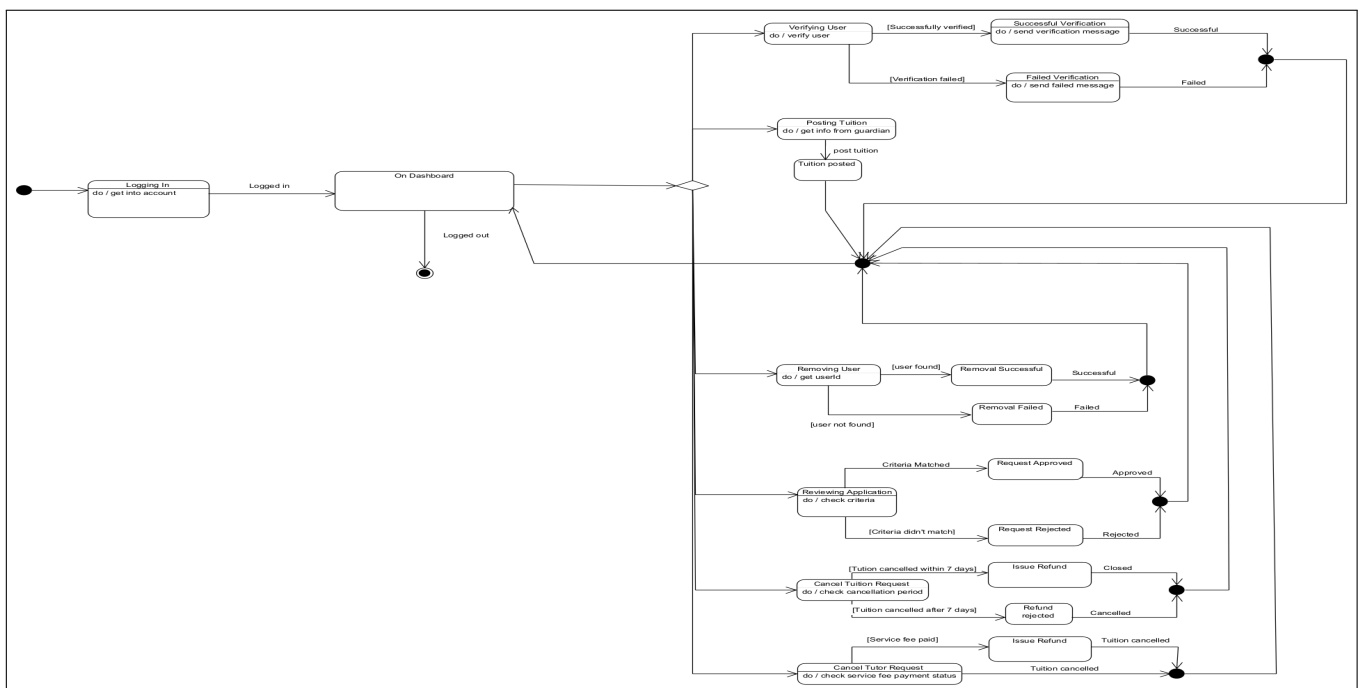 Verifying User
do / verify user
[Successfully verified]
Successful Verification
do / send verification message
Successful
[Verification failed]
Failed Verification
do / send failed message
Failed
Posting Tuition
do / get info from guardian
post tuition
Tuition posted
Logging In
do / get into account
Logged in
On Dashboard
Logged out
Removing User
do / get userId
[user found]
Removal Successful
Successful
[user not found]
Removal Failed
Failed
Reviewing Application
do / check criteria
Criteria Matched
Request Approved
Approved
[Criteria didn't match]
Request Rejected
Rejected
Cancel Tuition Request
do / check cancellation period
[Tution cancelled within 7 days]
Issue Refund
Closed
[Tuition cancelled after 7 days]
Refund
rejected
Cancelled
Cancel Tutor Request
do / check service fee payment status
[Service fee paid]
Issue Refund
Tuition cancelled
Tuition cancelled